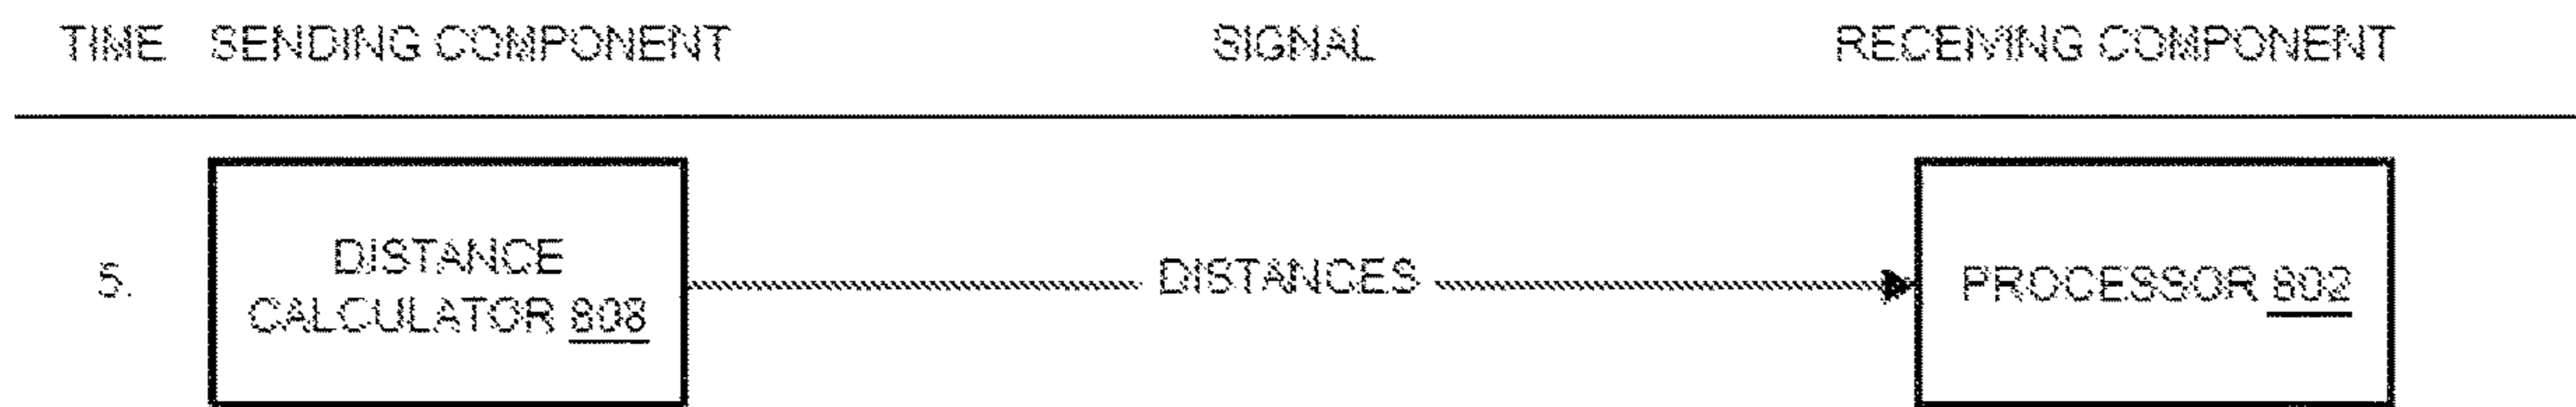 TIME SENDING COMPONENT SIGNAL RECEIVING COMPONENT
5.
DISTANCE
CALCULATOR 808
DISTANCES
PROCESSOR 802